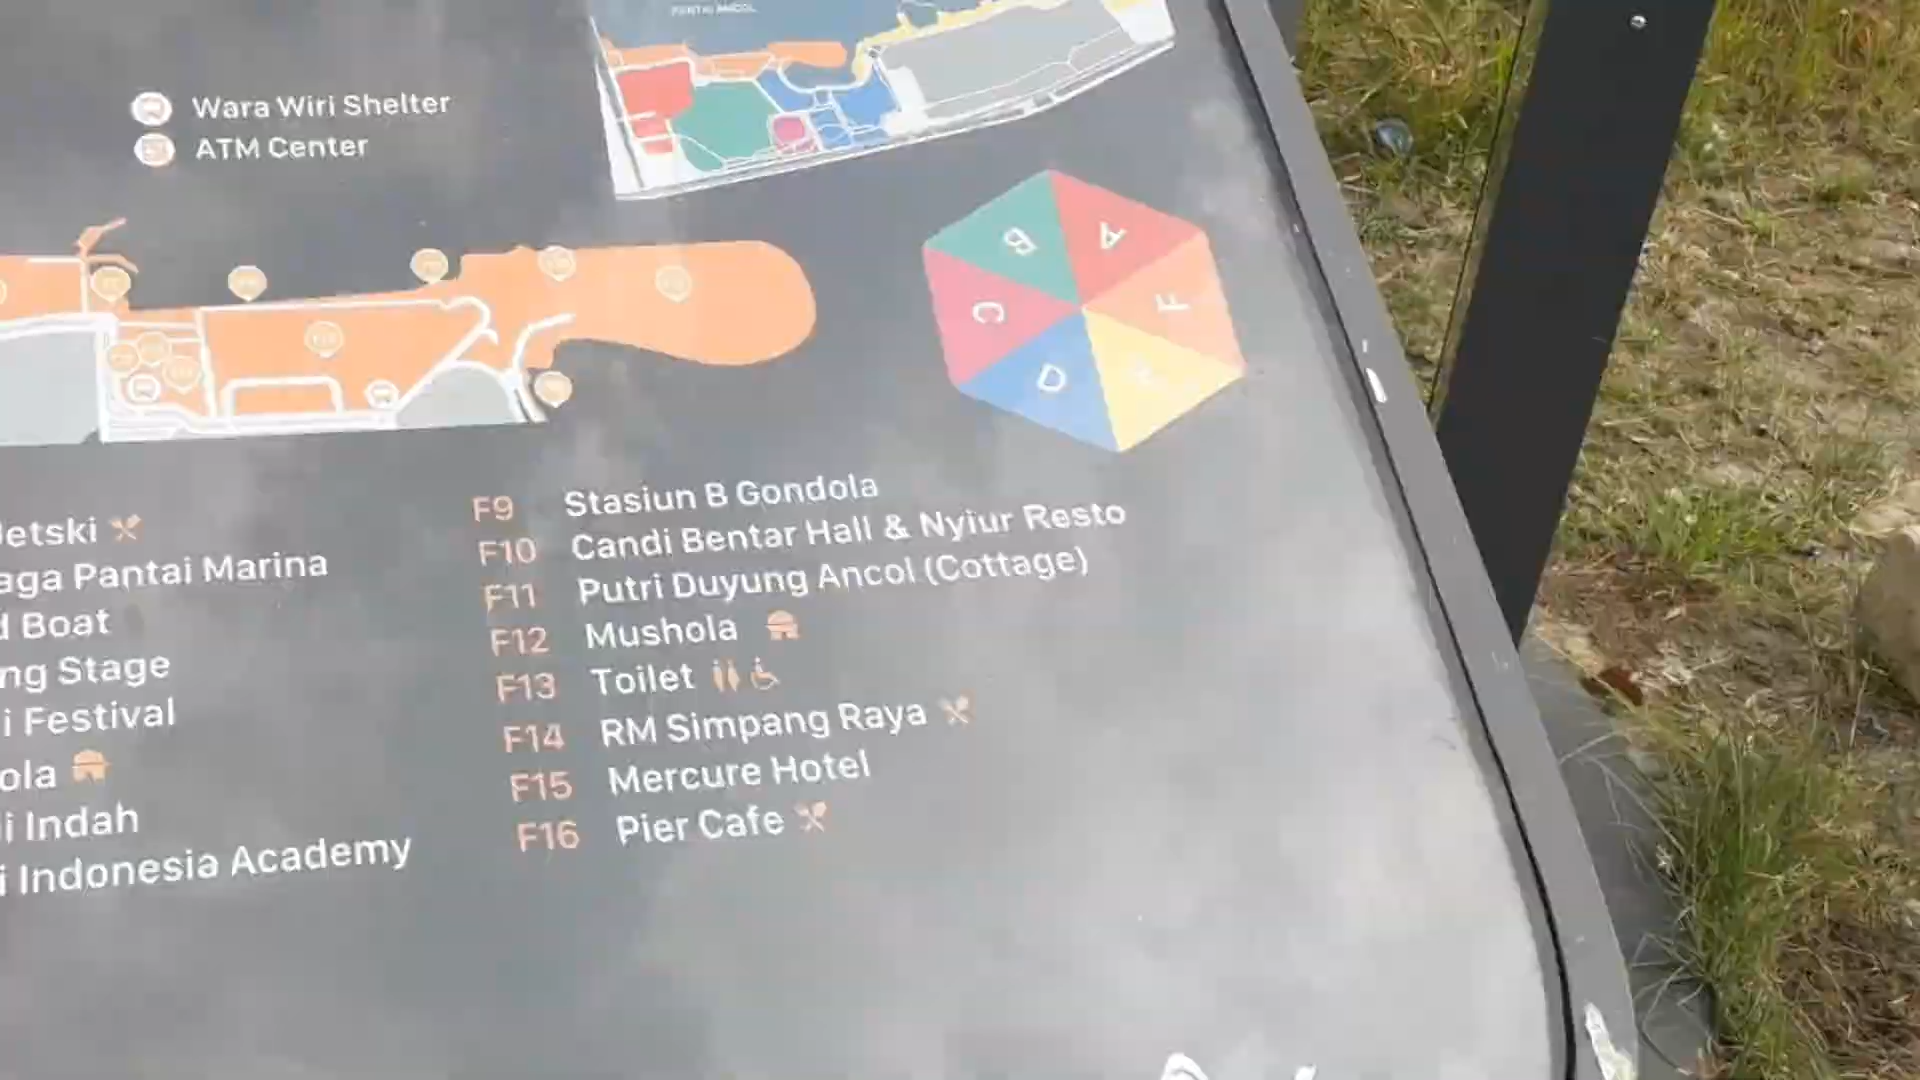 PANTAI ANCOL
Wara Wiri Shelter
ATM Center
B
A
C
F
D
Jetski
aga Pantai Marina
d Boat
ng Stage
i Festival
ola
i Indah
i Indonesia Academy
F9 Stasiun B Gondola
F10 Candi Bentar Hall & Nyiur Resto
F11 Putri Duyung Ancol (Cottage)
F12 Mushola
F13 Toilet
F14 RM Simpang Raya
F15 Mercure Hotel
F16 Pier Cafe